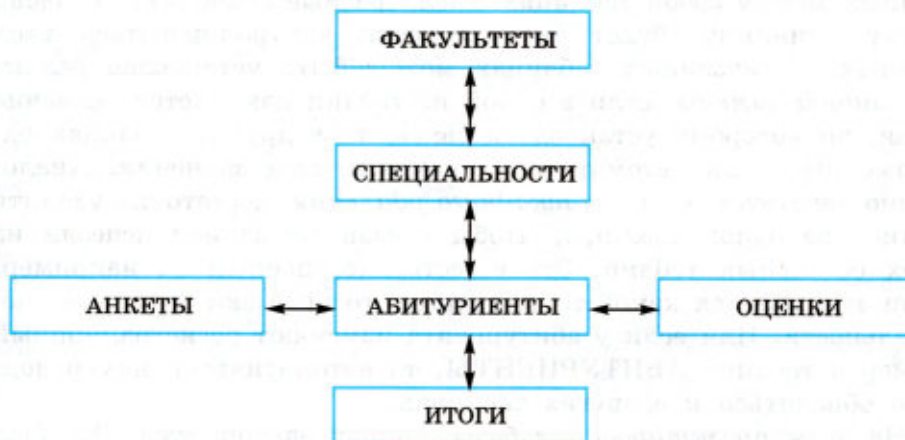 ФАКУЛЬТЕТЫ
СПЕЦИАЛЬНОСТИ
АНКЕТЫ АБИТУРИЕНТЫ ОЦЕНКИ
ИТОГИ